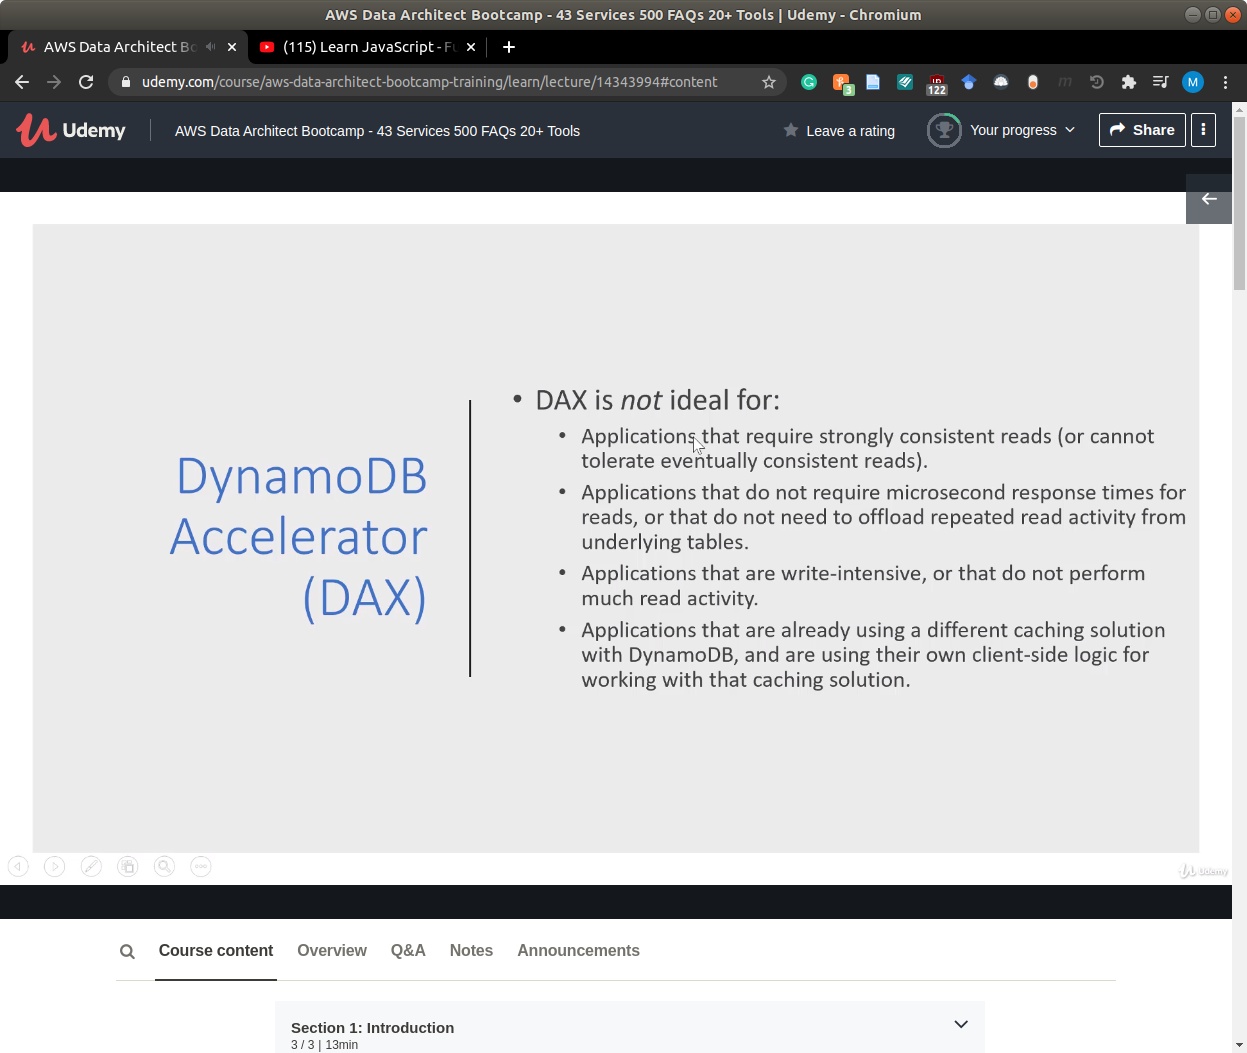 AWS Data Architect Bootcamp - 43 Services 500 FAQs 20+ Tools | Udemy - Chromium
AWS Data Architect Bo
(115) Learn JavaScript - Fu
udemy.com/course/aws-data-architect-bootcamp-training/learn/lecture/14343994#content
3
122
m
M
Udemy
AWS Data Architect Bootcamp - 43 Services 500 FAQs 20+ Tools
Leave a rating
Your progress
Share
DynamoDB
Accelerator
(DAX)
• DAX is not ideal for:
• Applications that require strongly consistent reads (or cannot
tolerate eventually consistent reads).
• Applications that do not require microsecond response times for
reads, or that do not need to offload repeated read activity from
underlying tables.
• Applications that are write-intensive, or that do not perform
much read activity.
• Applications that are already using a different caching solution
with DynamoDB, and are using their own client-side logic for
working with that caching solution.
Udemy
Course content
Overview
Q&A
Notes
Announcements
Section 1: Introduction
3 / 3 | 13min